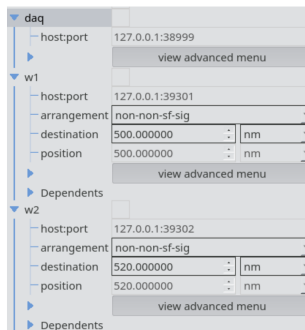 daq
host:port 127.0.0.1:38999
view advanced menu
w1
host:port 127.0.0.1:39301
arrangement non-non-sf-sig
destination 500.000000 nm
position 500.000000 nm
view advanced menu
Dependents
w2
host:port 127.0.0.1:39302
arrangement non-non-sf-sig
destination 520.000000 nm
position 520.000000 nm
view advanced menu
Dependents